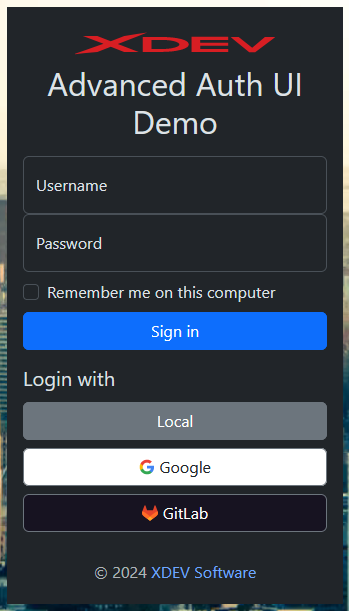 XDEV
Advanced Auth UI
Demo
Username
Password
Remember me on this computer
Sign in
Login with
Local
Google
GitLab
© 2024 XDEV Software